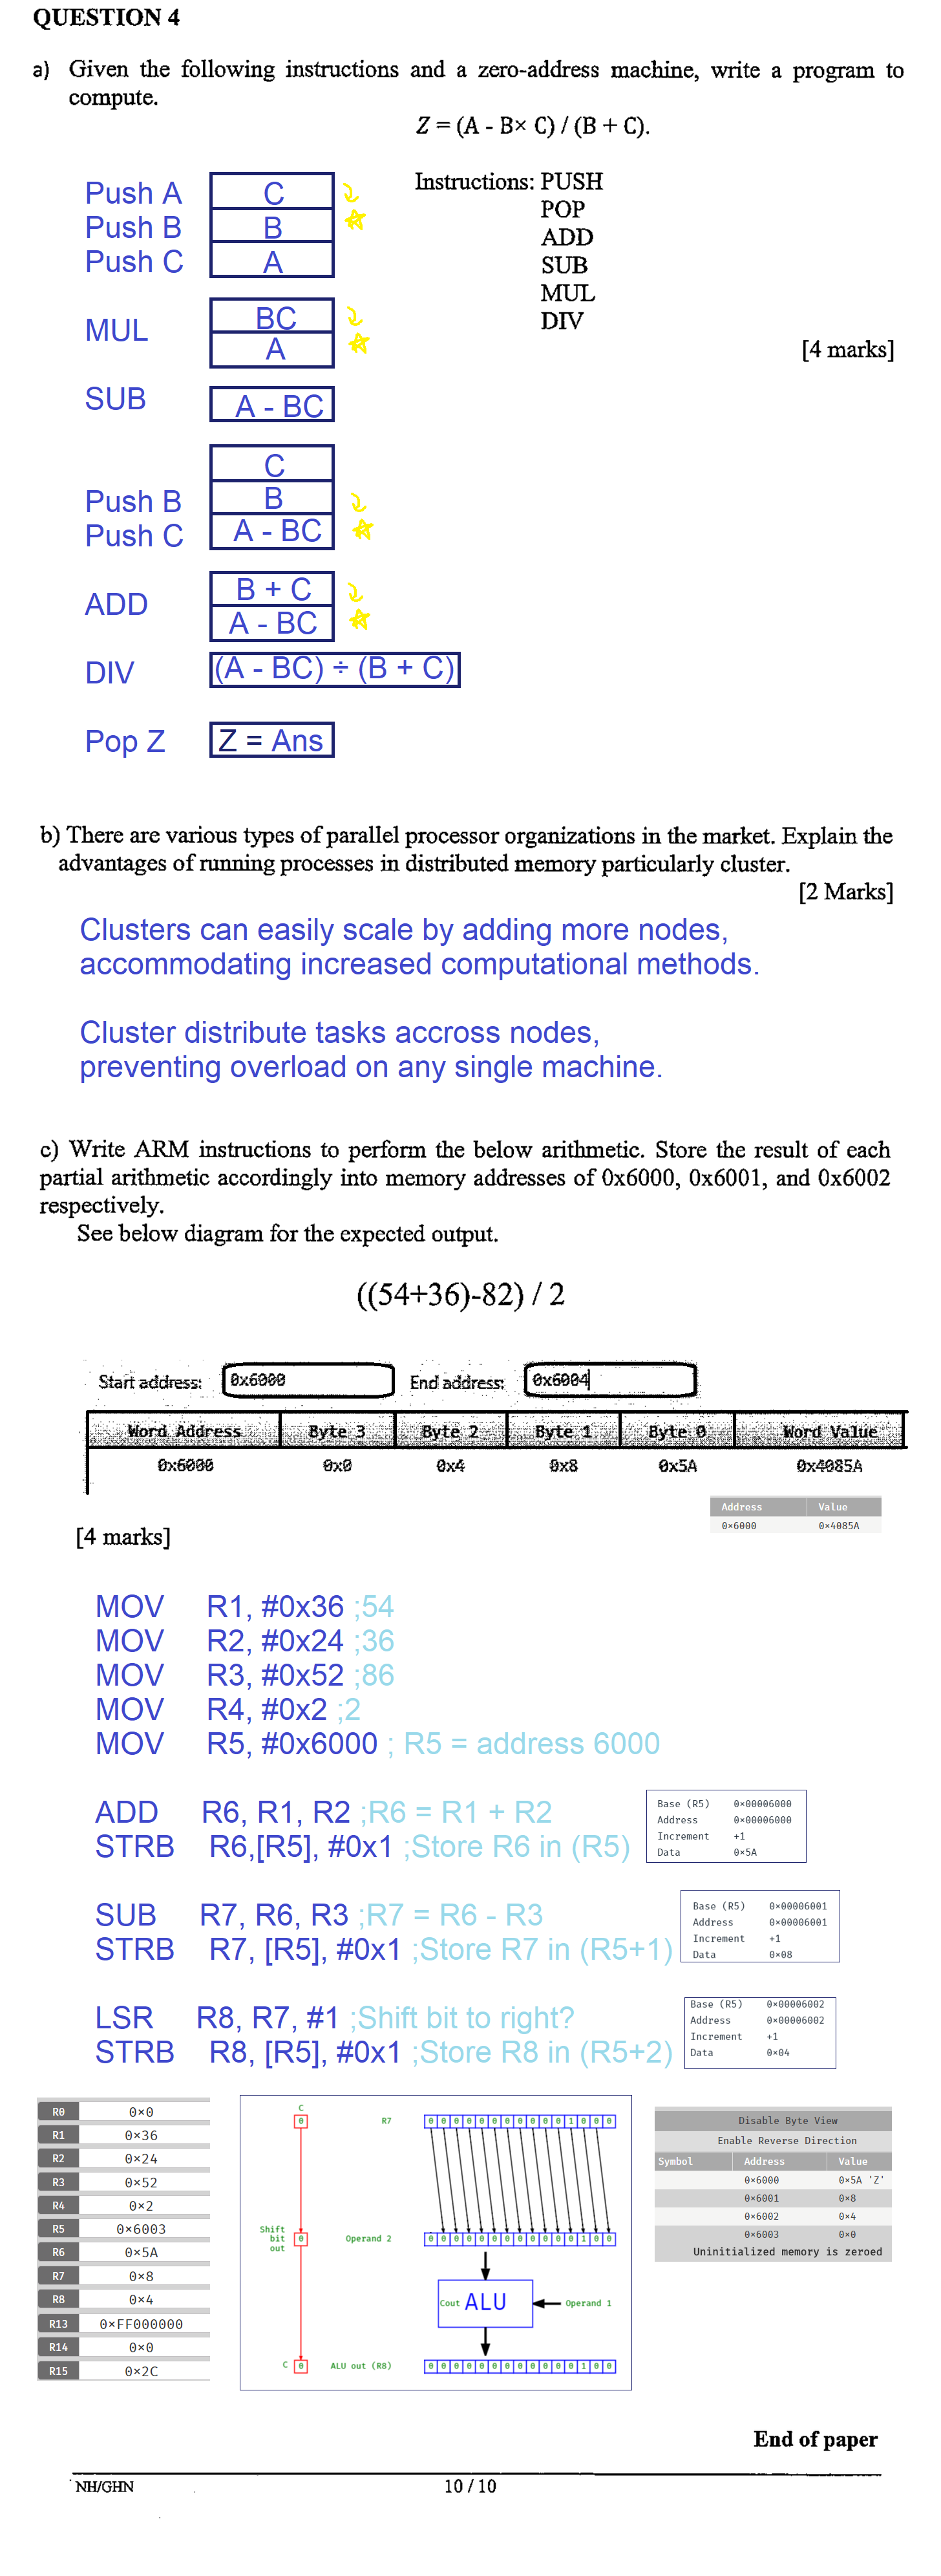 QUESTION 4
a) Given the following instructions and a zero-address machine, write a program to
compute.
Z = (A - B× C) / (B + C).
Instructions: PUSH
POP
ADD
SUB
MUL
DIV
[4 marks]
Push A
Push B
Push C
C
B
A
MUL
BC
A
SUB
A - BC
Push B
Push C
C
B
A - BC
ADD
B + C
A - BC
DIV
(A - BC) ÷ (B + C)
Pop Z
Z = Ans
b) There are various types of parallel processor organizations in the market. Explain the
advantages of running processes in distributed memory particularly cluster.
[2 Marks]
Clusters can easily scale by adding more nodes,
accommodating increased computational methods.
Cluster distribute tasks accross nodes,
preventing overload on any single machine.
c) Write ARM instructions to perform the below arithmetic. Store the result of each
partial arithmetic accordingly into memory addresses of 0x6000, 0x6001, and 0x6002
respectively.
See below diagram for the expected output.
((54+36)-82) / 2
Start address: 0x6000 End address: 0x6004
Word Address Byte 3 Byte 2 Byte 1 Byte 0 Word Value
0x6000 0x0 0x4 0x8 0x5A 0x4085A
Address Value
0×6000 0×4085A
[4 marks]
MOV R1, #0x36 ;54
MOV R2, #0x24 ;36
MOV R3, #0x52 ;86
MOV R4, #0x2 ;2
MOV R5, #0x6000 ; R5 = address 6000
ADD R6, R1, R2 ;R6 = R1 + R2
STRB R6,[R5], #0x1 ;Store R6 in (R5)
Base (R5) 0×00006000
Address 0×00006000
Increment +1
Data 0×5A
SUB R7, R6, R3 ;R7 = R6 - R3
STRB R7, [R5], #0x1 ;Store R7 in (R5+1)
Base (R5) 0×00006001
Address 0×00006001
Increment +1
Data 0×08
LSR R8, R7, #1 ;Shift bit to right?
STRB R8, [R5], #0x1 ;Store R8 in (R5+2)
Base (R5) 0×00006002
Address 0×00006002
Increment +1
Data 0×04
R0 0×0
R1 0×36
R2 0×24
R3 0×52
R4 0×2
R5 0×6003
R6 0×5A
R7 0×8
R8 0×4
R13 0×FF000000
R14 0×0
R15 0×2C
C
0
R7
0 0 0 0 0 0 0 0 0 0 0 1 0 0 0
Shift
bit
out
0
Operand 2
0 0 0 0 0 0 0 0 0 0 0 0 1 0 0
Cout ALU
Operand 1
C 0
ALU out (R8)
0 0 0 0 0 0 0 0 0 0 0 0 1 0 0
Disable Byte View
Enable Reverse Direction
Symbol Address Value
0×6000 0×5A 'Z'
0×6001 0×8
0×6002 0×4
0×6003 0×0
Uninitialized memory is zeroed
End of paper
NH/GHN
10 / 10